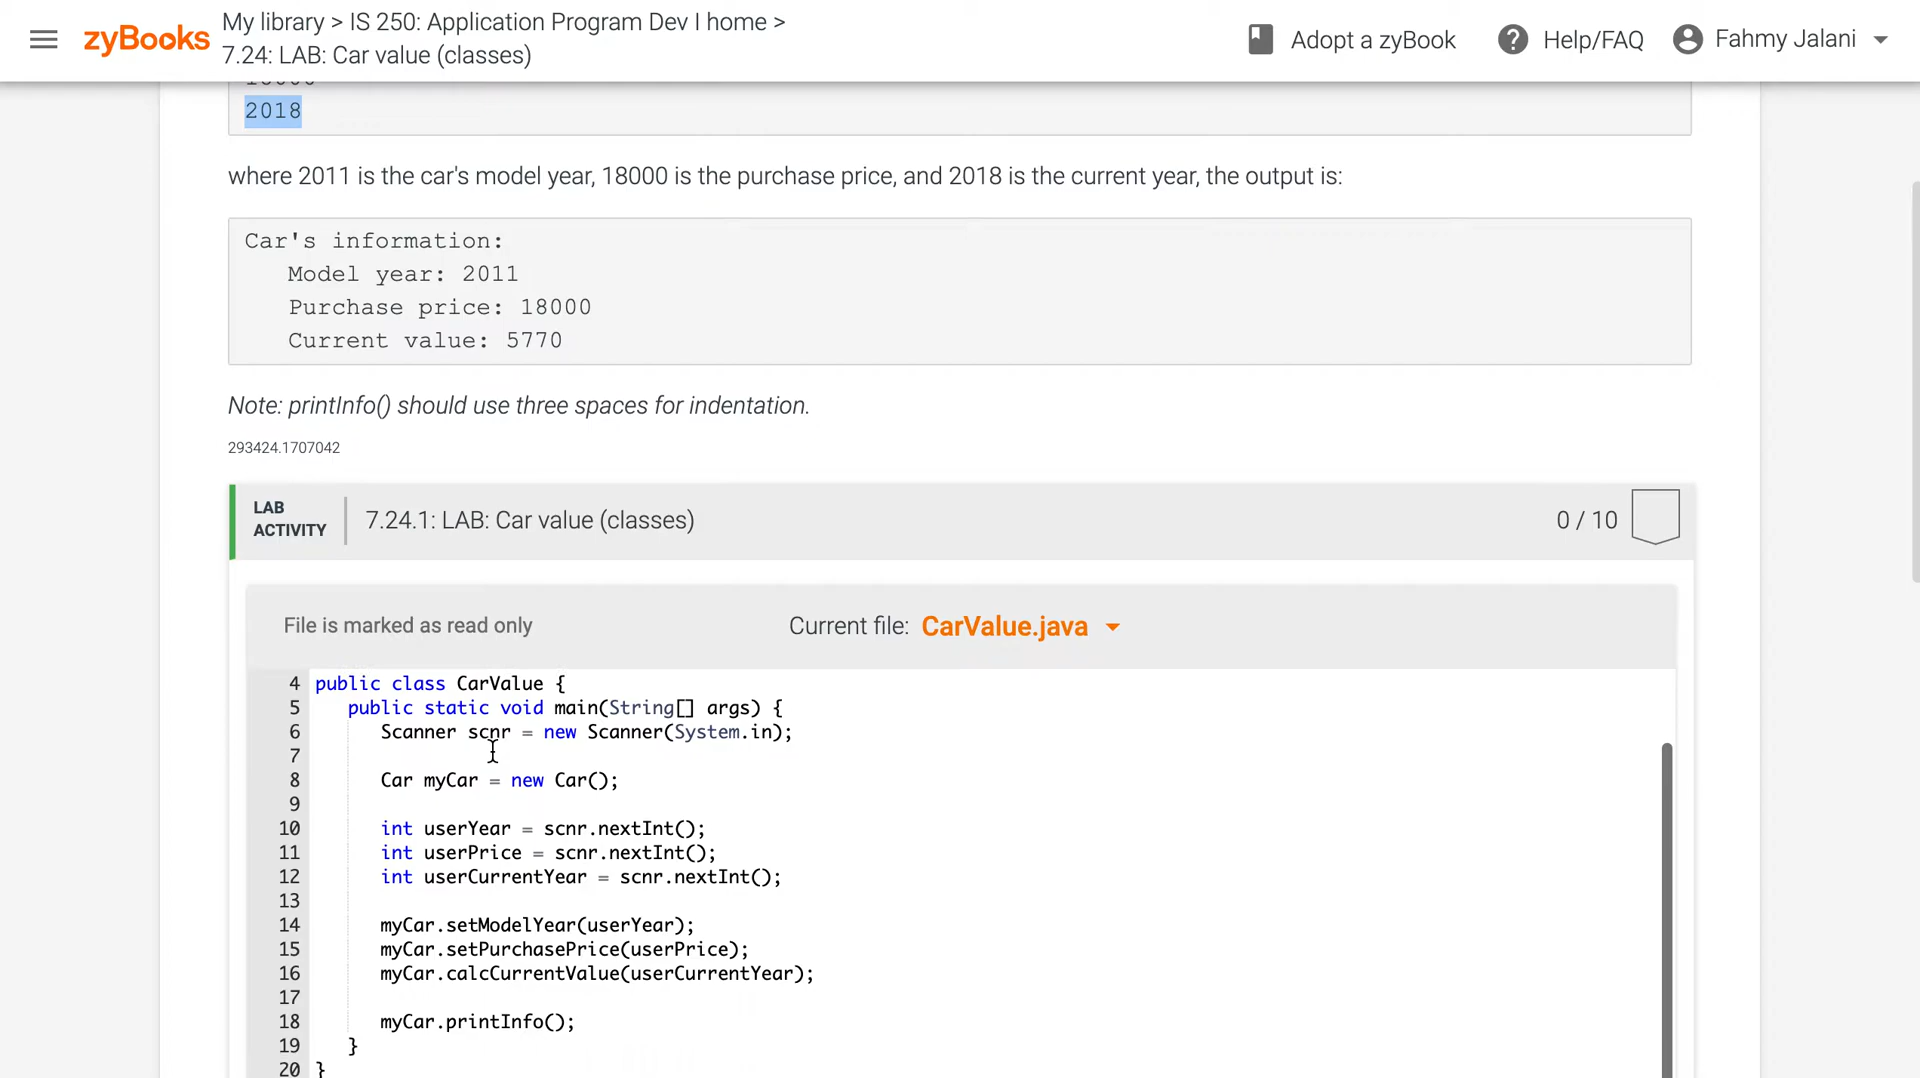 zyBooks
My library > IS 250: Application Program Dev I home >
7.24: LAB: Car value (classes)
Adopt a zyBook
Help/FAQ
Fahmy Jalani
2018
where 2011 is the car's model year, 18000 is the purchase price, and 2018 is the current year, the output is:
Car's information:
   Model year: 2011
   Purchase price: 18000
   Current value: 5770
Note: printInfo() should use three spaces for indentation.
293424.1707042
LAB
ACTIVITY
7.24.1: LAB: Car value (classes)
0 / 10
File is marked as read only
Current file: CarValue.java
4 public class CarValue {
5    public static void main(String[] args) {
6       Scanner scnr = new Scanner(System.in);
7
8       Car myCar = new Car();
9
10       int userYear = scnr.nextInt();
11       int userPrice = scnr.nextInt();
12       int userCurrentYear = scnr.nextInt();
13
14       myCar.setModelYear(userYear);
15       myCar.setPurchasePrice(userPrice);
16       myCar.calcCurrentValue(userCurrentYear);
17
18       myCar.printInfo();
19    }
20 }